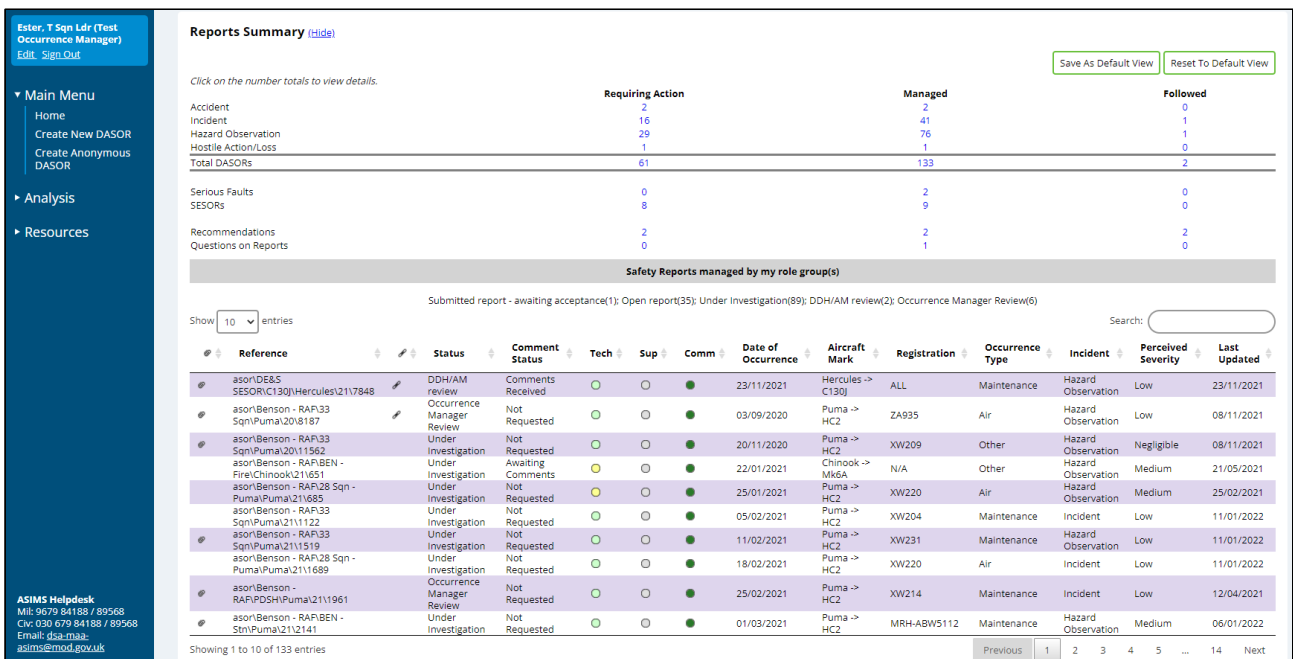 Ester, T Sqn Ldr (Test
Occurrence Manager)
Edit Sign Out
Main Menu
Home
Create New DASOR
Create Anonymous
DASOR
Analysis
Resources
ASIMS Helpdesk
Mil: 9679 84188 / 89568
Civ: 030 679 84188 / 89568
Email: dsa-maa-
asims@mod.gov.uk
Reports Summary (Hide)
Save As Default View Reset To Default View
Click on the number totals to view details.
Requiring Action Managed Followed
Accident 2 2 0
Incident 16 41 1
Hazard Observation 29 76 1
Hostile Action/Loss 1 1 0
Total DASORs 61 133 2
Serious Faults 0 2 0
SESORs 8 9 0
Recommendations 2 2 2
Questions on Reports 0 1 0
Safety Reports managed by my role group(s)
Submitted report - awaiting acceptance(1); Open report(35); Under Investigation(89); DDH/AM review(2); Occurrence Manager Review(6)
Show 10 entries Search:
Reference Status Comment Status Tech Sup Comm Date of Occurrence Aircraft Mark Registration Occurrence Type Incident Perceived Severity Last Updated
asor\DE&S SESOR\C130J\Hercules\21\7848 DDH/AM review Comments Received 23/11/2021 Hercules -> C130J ALL Maintenance Hazard Observation Low 23/11/2021
asor\Benson - RAF\33 Sqn\Puma\20\8187 Occurrence Manager Review Not Requested 03/09/2020 Puma -> HC2 ZA935 Air Hazard Observation Low 08/11/2021
asor\Benson - RAF\33 Sqn\Puma\20\11562 Under Investigation Not Requested 20/11/2020 Puma -> HC2 XW209 Other Hazard Observation Negligible 08/11/2021
asor\Benson - RAF\BEN - Fire\Chinook\21\651 Under Investigation Awaiting Comments 22/01/2021 Chinook -> Mk6A N/A Other Hazard Observation Medium 21/05/2021
asor\Benson - RAF\28 Sqn - Puma\Puma\21\685 Under Investigation Not Requested 25/01/2021 Puma -> HC2 XW220 Air Hazard Observation Medium 25/02/2021
asor\Benson - RAF\33 Sqn\Puma\21\1122 Under Investigation Not Requested 05/02/2021 Puma -> HC2 XW204 Maintenance Incident Low 11/01/2022
asor\Benson - RAF\33 Sqn\Puma\21\1519 Under Investigation Not Requested 11/02/2021 Puma -> HC2 XW231 Maintenance Hazard Observation Low 11/01/2022
asor\Benson - RAF\28 Sqn - Puma\Puma\21\1689 Under Investigation Not Requested 18/02/2021 Puma -> HC2 XW220 Air Incident Low 11/01/2022
asor\Benson - RAF\PDSH\Puma\21\1961 Occurrence Manager Review Not Requested 25/02/2021 Puma -> HC2 XW214 Maintenance Incident Low 12/04/2021
asor\Benson - RAF\BEN - Stn\Puma\21\2141 Under Investigation Not Requested 01/03/2021 Puma -> HC2 MRH-ABW5112 Maintenance Hazard Observation Medium 06/01/2022
Showing 1 to 10 of 133 entries Previous 1 2 3 4 5 ... 14 Next